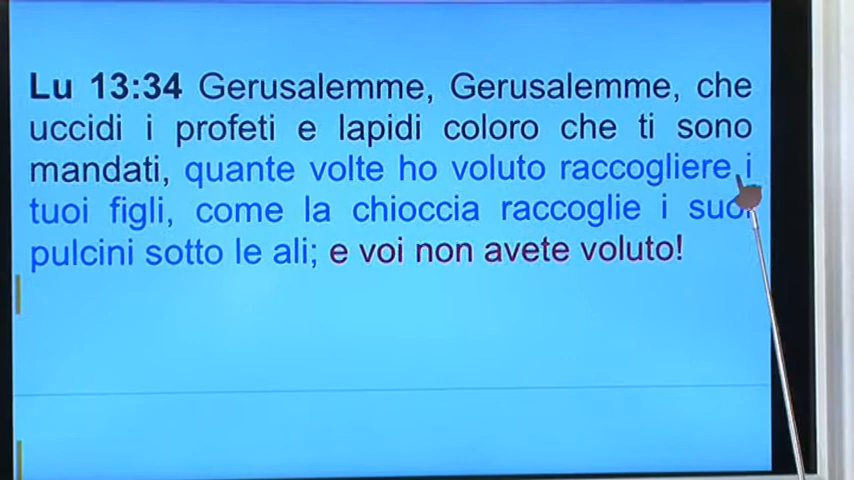 Lu 13:34 Gerusalemme, Gerusalemme, che
uccidi i profeti e lapidi coloro che ti sono
mandati, quante volte ho voluto raccogliere i
tuoi figli, come la chioccia raccoglie i suoi
pulcini sotto le ali; e voi non avete voluto!